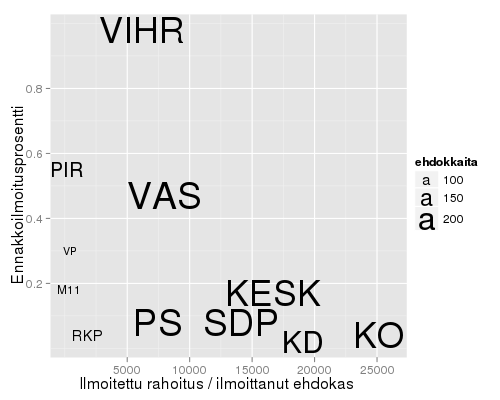 VIHR
PIR
VAS
VP
M11
KESK
PS
SDP
RKP
KD
KO
0.8
0.6
0.4
0.2
Ennakkoilmoitusprosentti
5000 10000 15000 20000 25000
Ilmoitettu rahoitus / ilmoittanut ehdokas
ehdokkaita
a 100
a 150
a 200